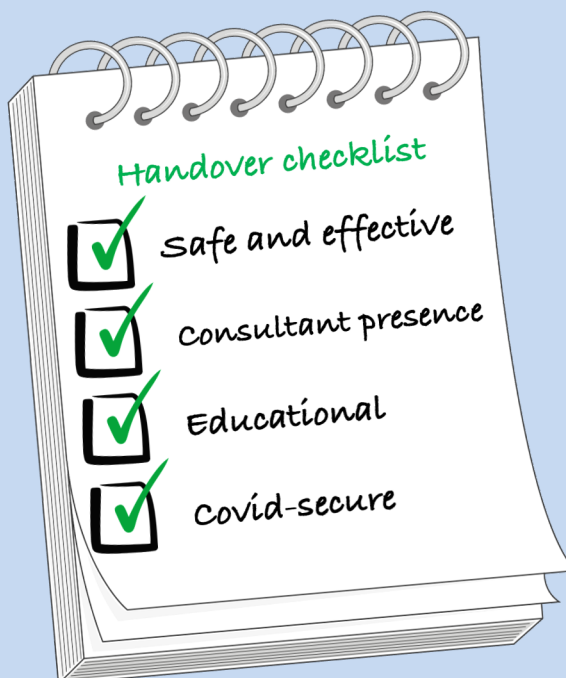 Handover checklist
Safe and effective
Consultant presence
Educational
Covid-secure